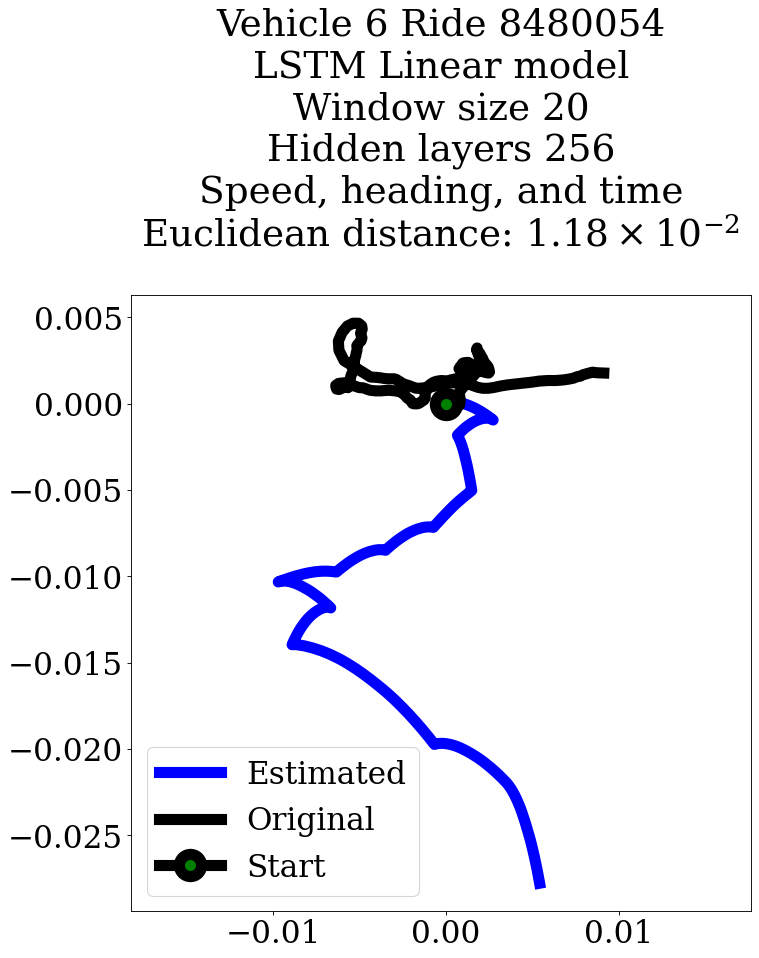 Vehicle 6 Ride 8480054
LSTM Linear model
Window size 20
Hidden layers 256
Speed, heading, and time
Euclidean distance: 1.18 × 10⁻²
0.005
0.000
−0.005
−0.010
−0.015
−0.020
−0.025
Estimated
Original
Start
−0.01
0.00
0.01